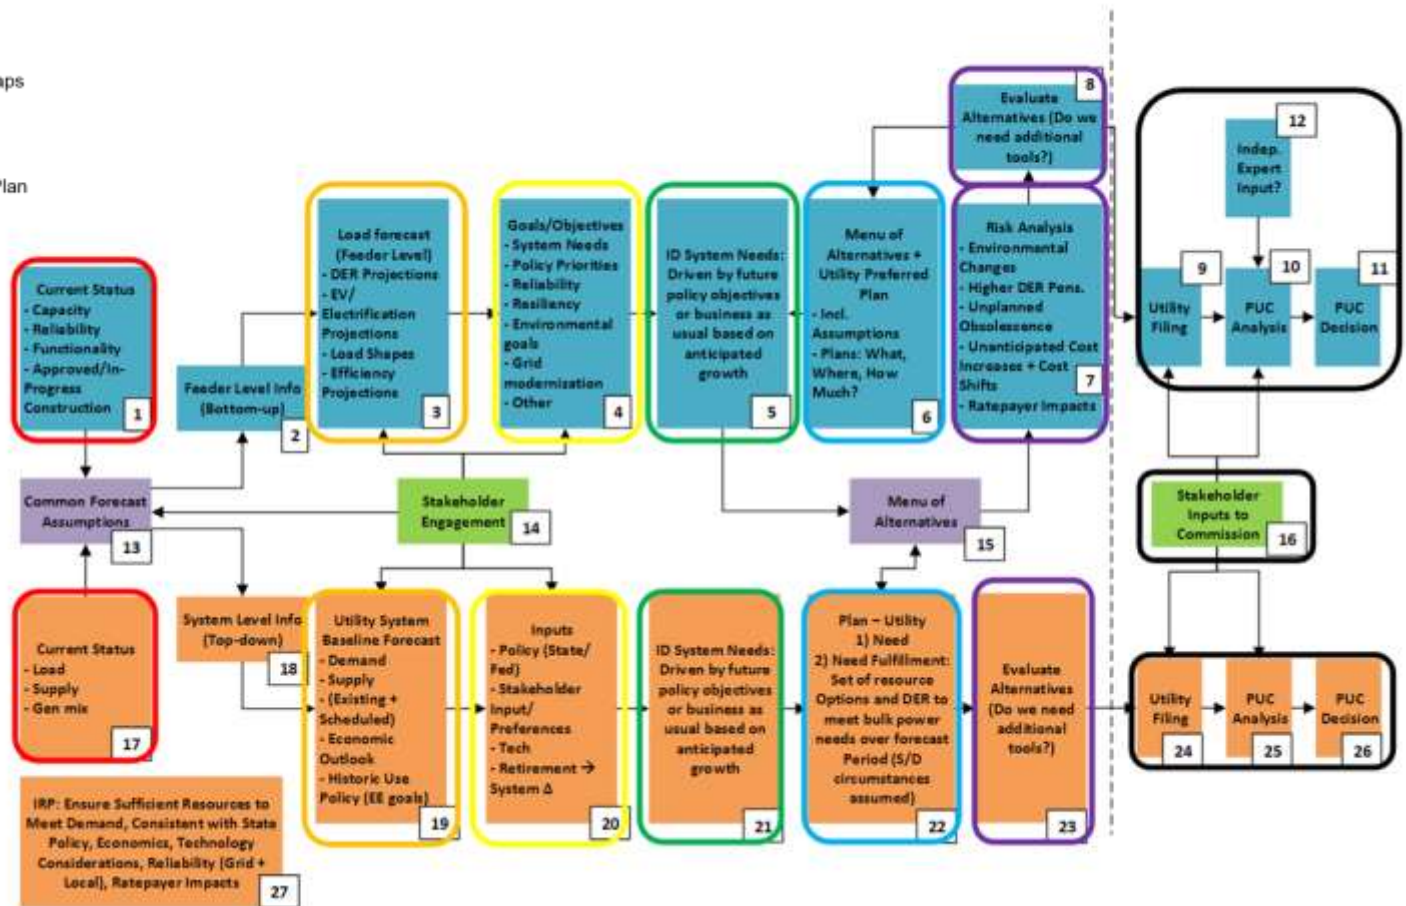 aps
Plan
Current Status
- Capacity
- Reliability
- Functionality
- Approved/In-
Progress
Construction
1
Feeder Level Info
(Bottom-up)
2
Load forecast
(Feeder Level)
- DER Projections
- EV/
Electrification
Projections
- Load Shapes
- Efficiency
Projections
3
Goals/Objectives
- System Needs
- Policy Priorities
- Reliability
- Resiliency
- Environmental
goals
- Grid
modernization
- Other
4
ID System Needs:
Driven by future
policy objectives
or business as
usual based on
anticipated
growth
5
Menu of
Alternatives +
Utility Preferred
Plan
- Incl.
Assumptions
- Plans: What,
Where, How
Much?
6
Risk Analysis
- Environmental
Changes
- Higher DER Pens.
- Unplanned
Obsolescence
- Unanticipated Cost
Increases + Cost
Shifts
- Ratepayer Impacts
7
Evaluate
Alternatives (Do we
need additional
tools?)
8
Utility
Filing
9
PUC
Analysis
10
PUC
Decision
11
Indep.
Expert
Input?
12
Common Forecast
Assumptions
13
Stakeholder
Engagement
14
Menu of
Alternatives
15
Stakeholder
Inputs to
Commission
16
Current Status
- Load
- Supply
- Gen mix
17
System Level Info
(Top-down)
18
Utility System
Baseline Forecast
- Demand
- Supply
- (Existing +
Scheduled)
- Economic
Outlook
- Historic Use
Policy (EE goals)
19
Inputs
- Policy (State/
Fed)
- Stakeholder
Input/
Preferences
- Tech
- Retirement →
System Δ
20
ID System Needs:
Driven by future
policy objectives
or business as
usual based on
anticipated
growth
21
Plan – Utility
1) Need
2) Need Fulfillment:
Set of resource
Options and DER to
meet bulk power
needs over forecast
Period (S/D
circumstances
assumed)
22
Evaluate
Alternatives
(Do we need
additional
tools?)
23
Utility
Filing
24
PUC
Analysis
25
PUC
Decision
26
IRP: Ensure Sufficient Resources to
Meet Demand, Consistent with State
Policy, Economics, Technology
Considerations, Reliability (Grid +
Local), Ratepayer Impacts
27